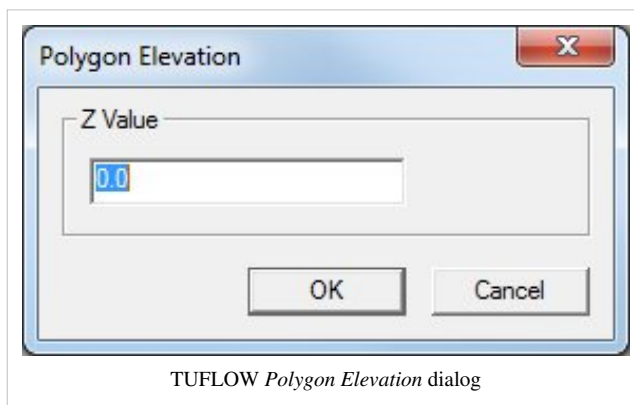 Polygon Elevation
Z Value
0.0
OK
Cancel
TUFLOW Polygon Elevation dialog